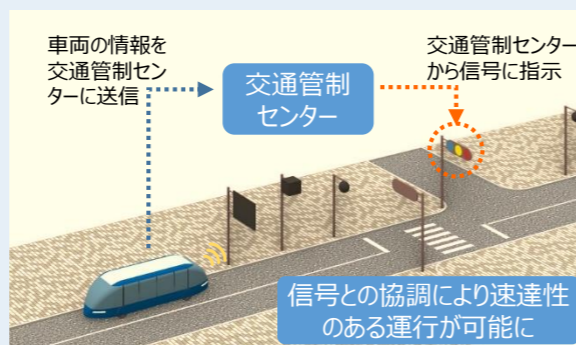 車両の情報を
交通管制セン
ターに送信
交通管制
センター
交通管制センター
から信号に指示
信号との協調により速達性
のある運行が可能に